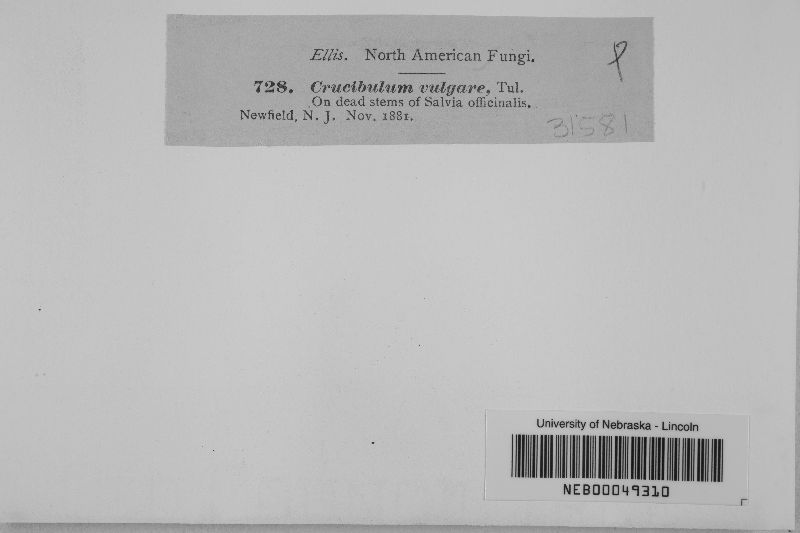 Ellis. North American Fungi.
728. Crucibulum vulgare, Tul.
On dead stems of Salvia officinalis.
Newfield, N. J. Nov. 1881.
31581
University of Nebraska - Lincoln
NEB00049310